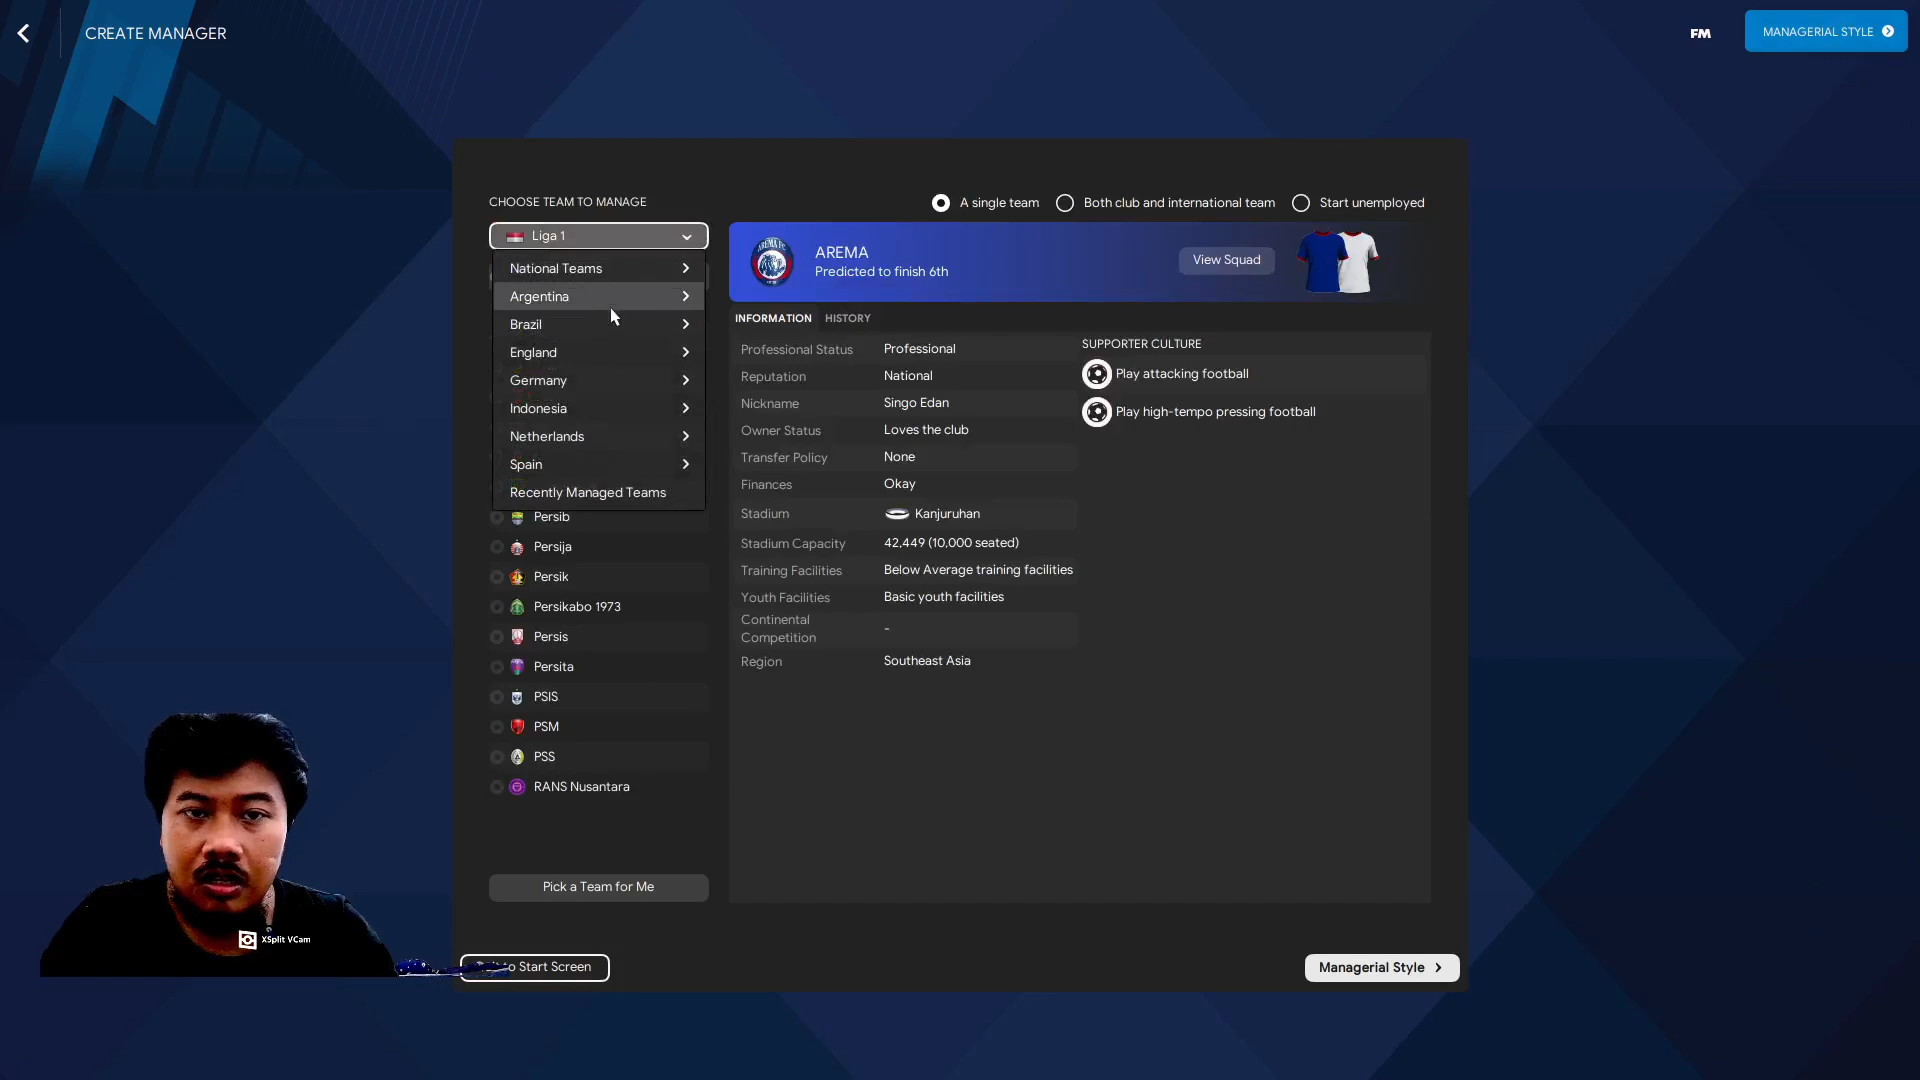 CREATE MANAGER
FM
MANAGERIAL STYLE
CHOOSE TEAM TO MANAGE
A single team
Both club and international team
Start unemployed
Liga 1
National Teams
Argentina
Brazil
England
Germany
Indonesia
Netherlands
Spain
Recently Managed Teams
Persib
Persija
Persik
Persikabo 1973
Persis
Persita
PSIS
PSM
PSS
RANS Nusantara
Pick a Team for Me
AREMA
Predicted to finish 6th
View Squad
INFORMATION
HISTORY
Professional Status Professional
Reputation National
Nickname Singo Edan
Owner Status Loves the club
Transfer Policy None
Finances Okay
Stadium Kanjuruhan
Stadium Capacity 42,449 (10,000 seated)
Training Facilities Below Average training facilities
Youth Facilities Basic youth facilities
Continental
Competition -
Region Southeast Asia
SUPPORTER CULTURE
Play attacking football
Play high-tempo pressing football
XSplit VCam
to Start Screen
Managerial Style